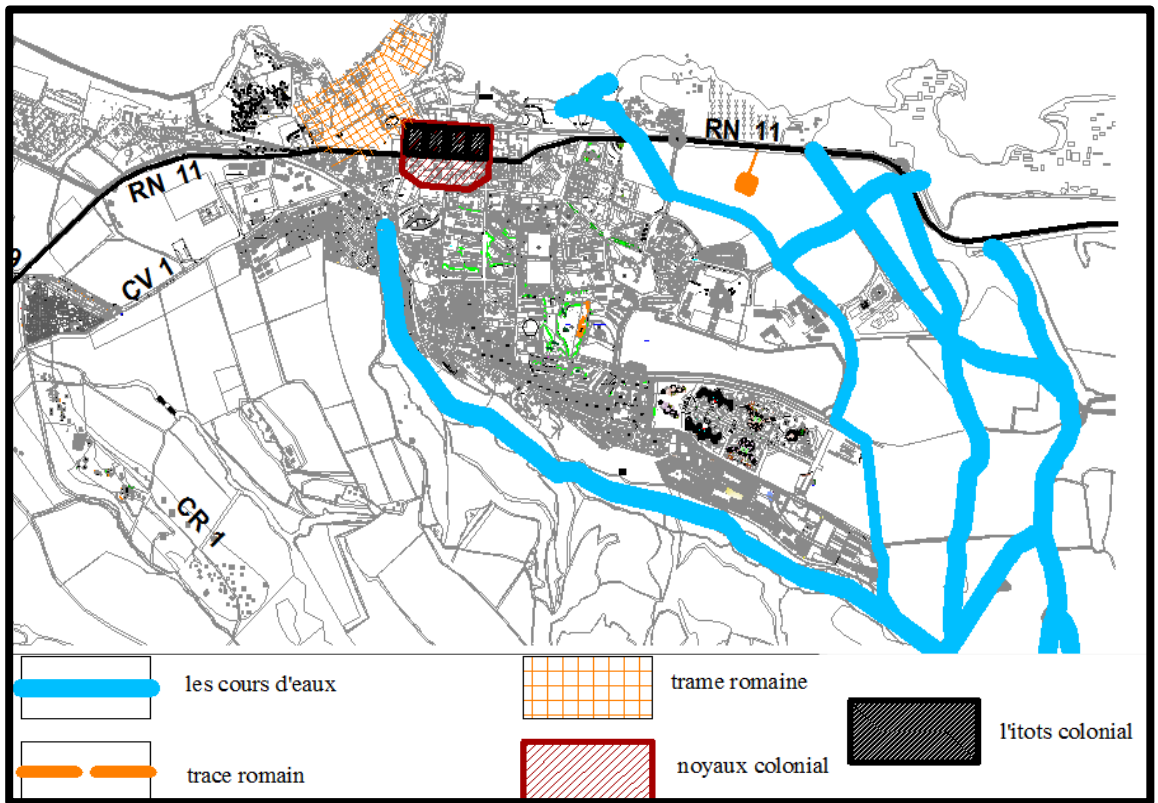 RN 11
RN 11
9
CV 1
CR 1
les cours d'eaux
trame romaine
l'itots colonial
trace romain
noyaux colonial